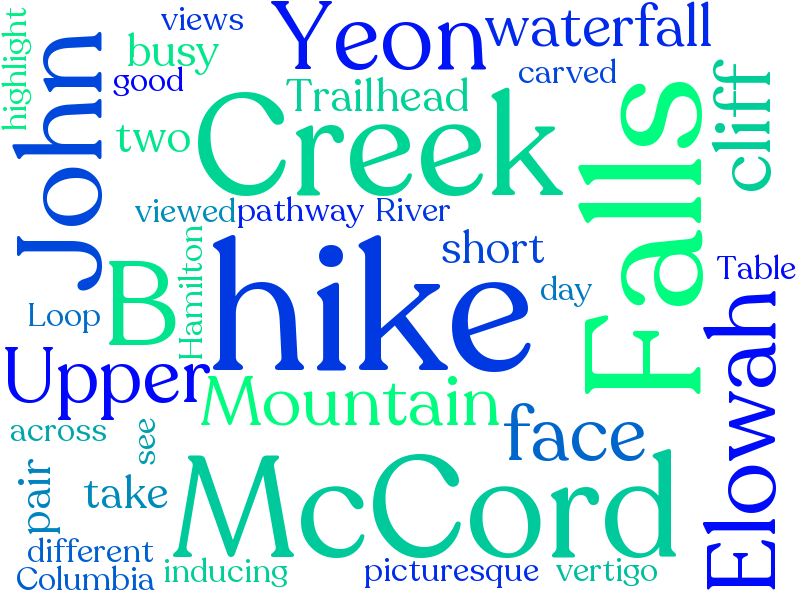 highlight
views
Yeon
waterfall
busy
good
carved
John
Trailhead
cliff
two
Creek
Falls
viewed
pathway
River
Hamilton
short
Table
B
hike
day
Loop
Upper
Elowah
Mountain
face
across
see
pair
take
McCord
different
Columbia
inducing
picturesque
vertigo